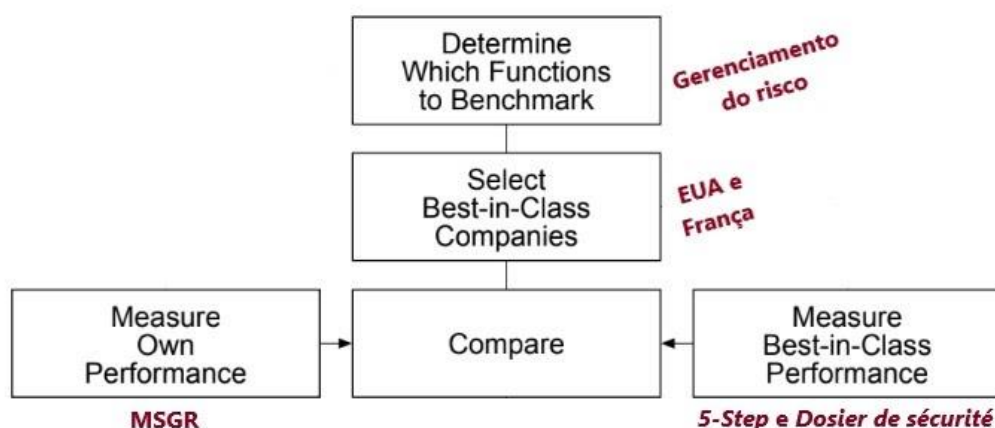 Determine
Which Functions
to Benchmark
Gerenciamento
do risco
Select
Best-in-Class
Companies
EUA e
França
Measure
Own
Performance
Compare
Measure
Best-in-Class
Performance
MSGR
5-Step e Dosier de sécurité